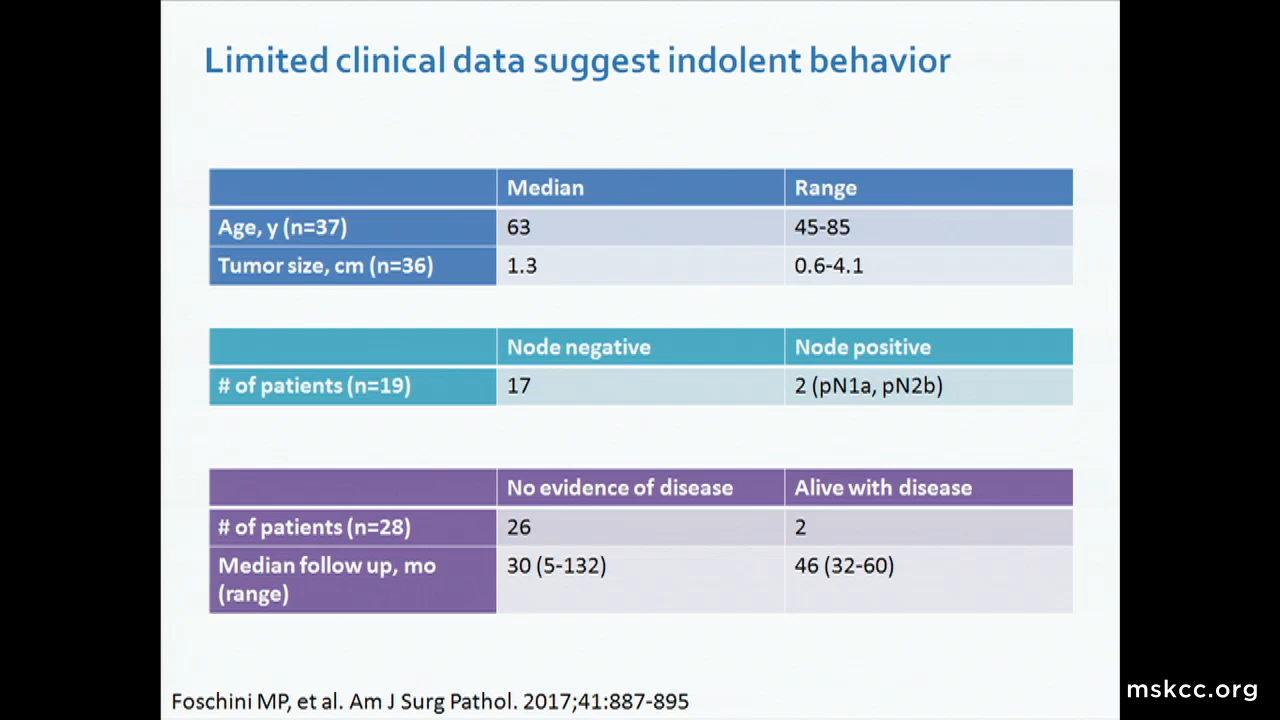 Limited clinical data suggest indolent behavior
Median Range
Age, y (n=37) 63 45-85
Tumor size, cm (n=36) 1.3 0.6-4.1
Node negative Node positive
# of patients (n=19) 17 2 (pN1a, pN2b)
No evidence of disease Alive with disease
# of patients (n=28) 26 2
Median follow up, mo 30 (5-132) 46 (32-60)
(range)
Foschini MP, et al. Am J Surg Pathol. 2017;41:887-895
mskcc.org